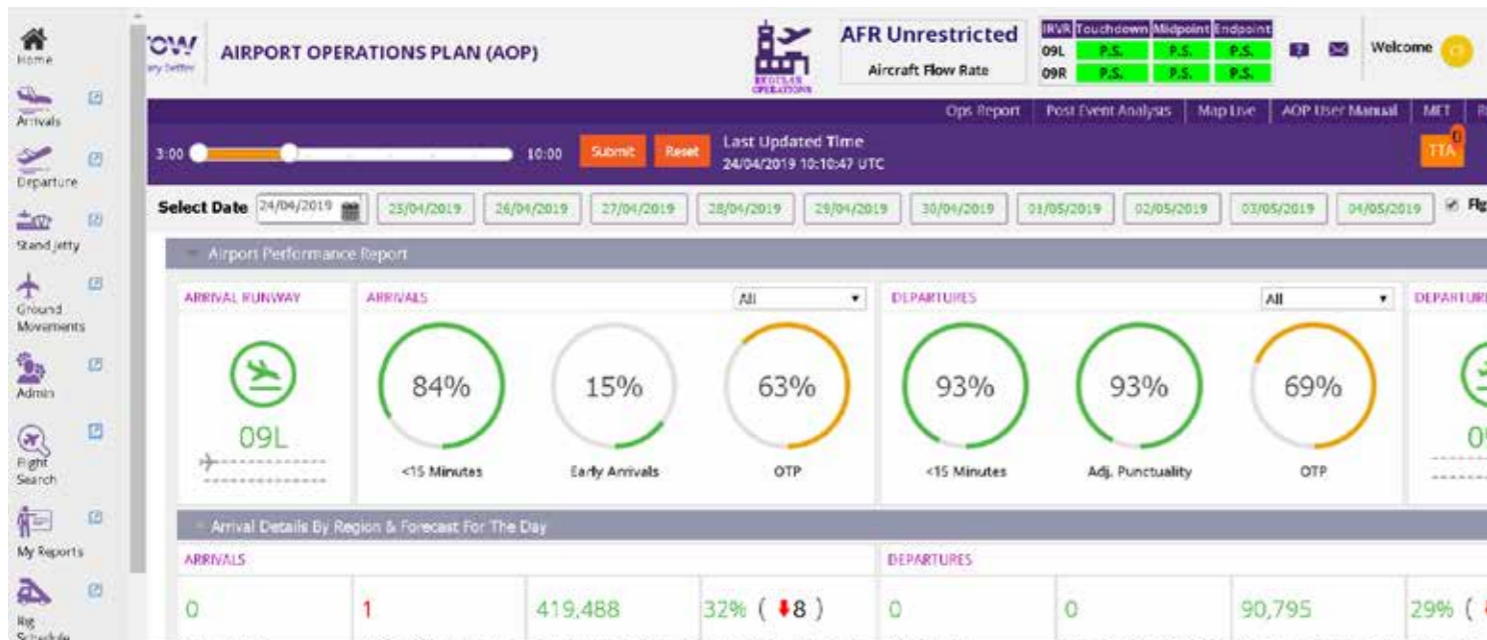 Home
Arrivals
Departure
Stand Jetty
Ground
Movements
Admin
Flight
Search
My Reports
Rig
Schedule
AIRPORT OPERATIONS PLAN (AOP)
REGULAR
OPERATIONS
AFR Unrestricted
Aircraft Flow Rate
IRVR Touchdown Midpoint Endpoint
09L P.S. P.S. P.S.
09R P.S. P.S. P.S.
Welcome
Ops Report Post Event Analysis Map Live AOP User Manual MET
3:00 10:00 Submit Reset
Last Updated Time
24/04/2019 10:10:47 UTC
TTA 0
Select Date 24/04/2019 25/04/2019 26/04/2019 27/04/2019 28/04/2019 29/04/2019 30/04/2019 01/05/2019 02/05/2019 03/05/2019 04/05/2019
Airport Performance Report
ARRIVAL RUNWAY ARRIVALS All DEPARTURES All
84% 15% 63% 93% 93% 69%
09L
<15 Minutes Early Arrivals OTP <15 Minutes Adj. Punctuality OTP
Arrival Details By Region & Forecast For The Day
ARRIVALS DEPARTURES
0 1 419,488 32% ( 8 ) 0 0 90,795 29% (